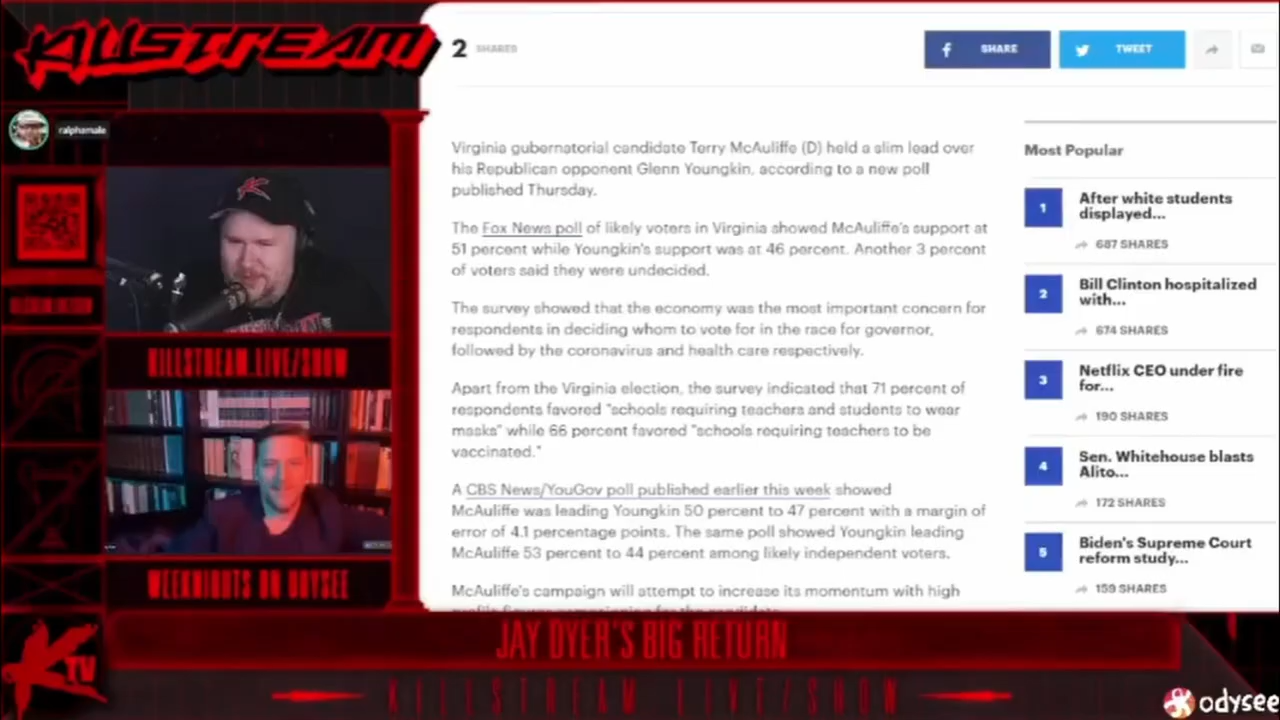 KILLSTREAM
ralphamale
KILLSTREAM.LIVE/SHOW
WEEKNIGHTS ON ODYSEE
2 SHARES
SHARE
TWEET
Virginia gubernatorial candidate Terry McAuliffe (D) held a slim lead over
his Republican opponent Glenn Youngkin, according to a new poll
published Thursday.
The Fox News poll of likely voters in Virginia showed McAuliffe's support at
51 percent while Youngkin's support was at 46 percent. Another 3 percent
of voters said they were undecided.
The survey showed that the economy was the most important concern for
respondents in deciding whom to vote for in the race for governor,
followed by the coronavirus and health care respectively.
Apart from the Virginia election, the survey indicated that 71 percent of
respondents favored "schools requiring teachers and students to wear
masks" while 66 percent favored "schools requiring teachers to be
vaccinated."
A CBS News/YouGov poll published earlier this week showed
McAuliffe was leading Youngkin 50 percent to 47 percent with a margin of
error of 4.1 percentage points. The same poll showed Youngkin leading
McAuliffe 53 percent to 44 percent among likely independent voters.
McAuliffe's campaign will attempt to increase its momentum with high
Most Popular
1
After white students
displayed...
687 SHARES
2
Bill Clinton hospitalized
with...
674 SHARES
3
Netflix CEO under fire
for...
190 SHARES
4
Sen. Whitehouse blasts
Alito...
172 SHARES
5
Biden's Supreme Court
reform study...
159 SHARES
JAY DYER'S BIG RETURN
KILLSTREAM LIVE/SHOW
K TV
odysee